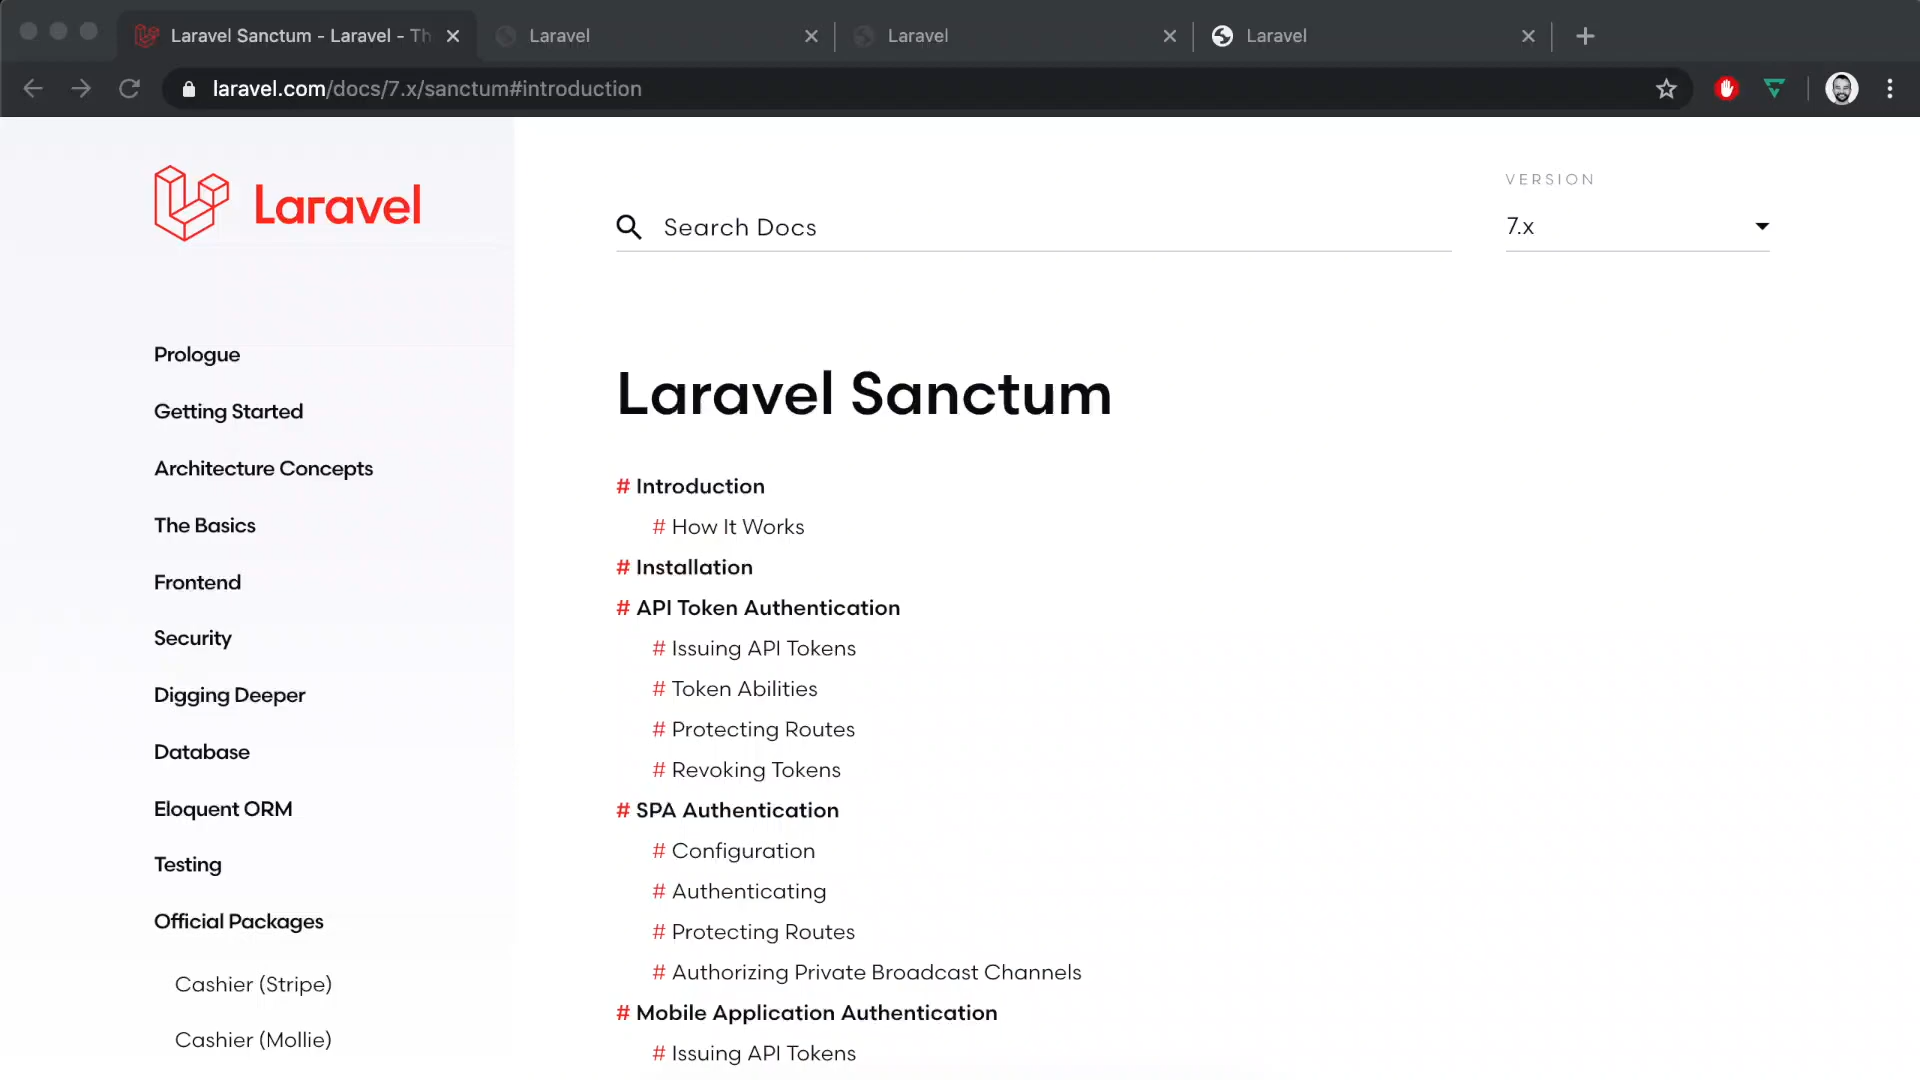 Laravel Sanctum - Laravel - Th
Laravel
Laravel
Laravel
laravel.com/docs/7.x/sanctum#introduction
Laravel
Search Docs
VERSION
7.x
Prologue
Getting Started
Architecture Concepts
The Basics
Frontend
Security
Digging Deeper
Database
Eloquent ORM
Testing
Official Packages
Cashier (Stripe)
Cashier (Mollie)
Laravel Sanctum
# Introduction
# How It Works
# Installation
# API Token Authentication
# Issuing API Tokens
# Token Abilities
# Protecting Routes
# Revoking Tokens
# SPA Authentication
# Configuration
# Authenticating
# Protecting Routes
# Authorizing Private Broadcast Channels
# Mobile Application Authentication
# Issuing API Tokens